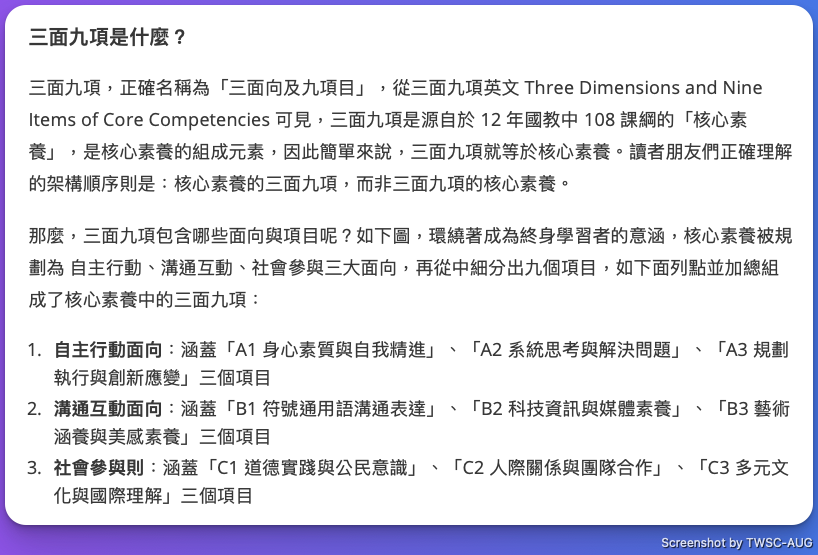 三面九項是什麼？
三面九項，正確名稱為「三面向及九項目」，從三面九項英文 Three Dimensions and Nine
Items of Core Competencies 可見，三面九項是源自於 12 年國教中 108 課綱的「核心素
養」，是核心素養的組成元素，因此簡單來說，三面九項就等於核心素養。讀者朋友們正確理解
的架構順序則是：核心素養的三面九項，而非三面九項的核心素養。
那麼，三面九項包含哪些面向與項目呢？如下圖，環繞著成為終身學習者的意涵，核心素養被規
劃為 自主行動、溝通互動、社會參與三大面向，再從中細分出九個項目，如下面列點並加總組
成了核心素養中的三面九項：
1. 自主行動面向：涵蓋「A1 身心素質與自我精進」、「A2 系統思考與解決問題」、「A3 規劃
執行與創新應變」三個項目
2. 溝通互動面向：涵蓋「B1 符號通用語溝通表達」、「B2 科技資訊與媒體素養」、「B3 藝術
涵養與美感素養」三個項目
3. 社會參與則：涵蓋「C1 道德實踐與公民意識」、「C2 人際關係與團隊合作」、「C3 多元文
化與國際理解」三個項目
Screenshot by TWSC-AUG